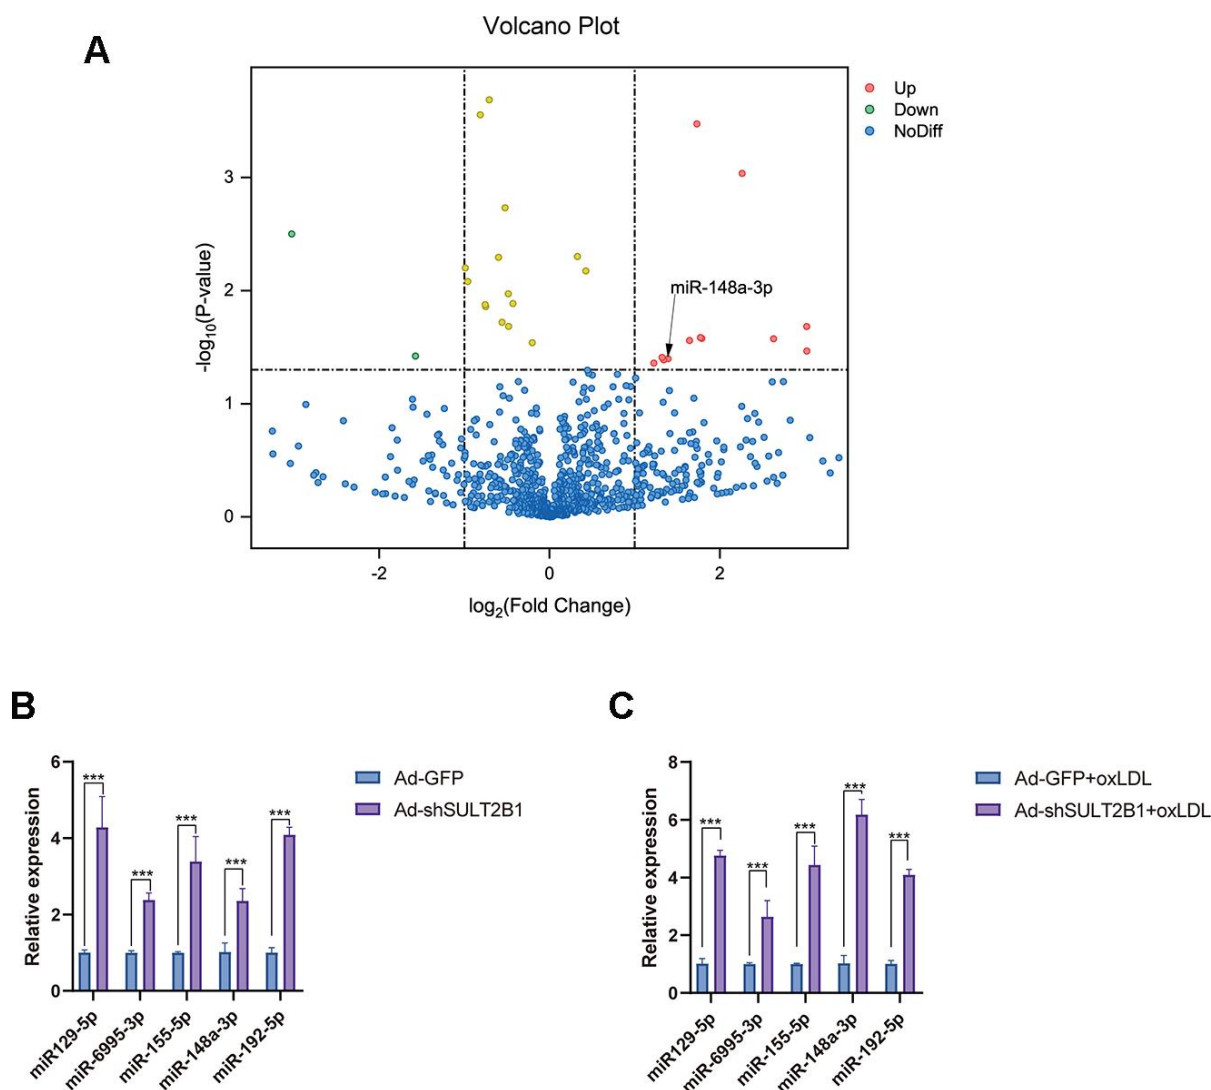 Volcano Plot
A
Up
Down
NoDiff
3
2
1
0
-log10(P-value)
miR-148a-3p
-2
0
2
log2(Fold Change)
B
6
4
2
0
Relative expression
***
***
***
***
***
miR129-5p
miR-6995-3p
miR-155-5p
miR-148a-3p
miR-192-5p
Ad-GFP
Ad-shSULT2B1
C
8
6
4
2
0
Relative expression
***
***
***
***
***
miR129-5p
miR-6995-3p
miR-155-5p
miR-148a-3p
miR-192-5p
Ad-GFP+oxLDL
Ad-shSULT2B1+oxLDL